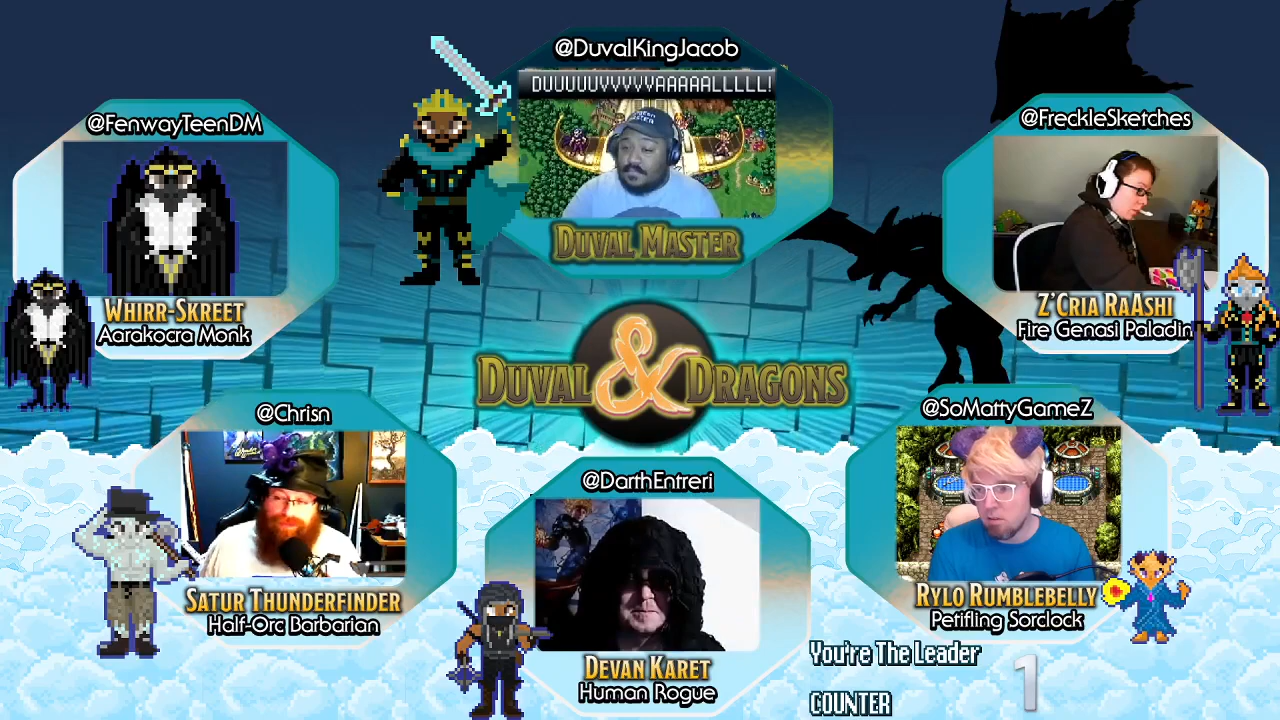 @DuvalKingJacob
DUUUUUVVVVVAAAAALLLLL!
Duval Master
@FenwayTeenDM
Whirr-Skreet
Aarakocra Monk
@FreckleSketches
Z'Cria RaAshi
Fire Genasi Paladin
Duval & Dragons
@Chrisn
Satur Thunderfinder
Half-Orc Barbarian
@DarthEntreri
Devan Karet
Human Rogue
@SoMattyGameZ
Rylo Rumblebelly
Petifling Sorclock
You're The Leader
COUNTER
1